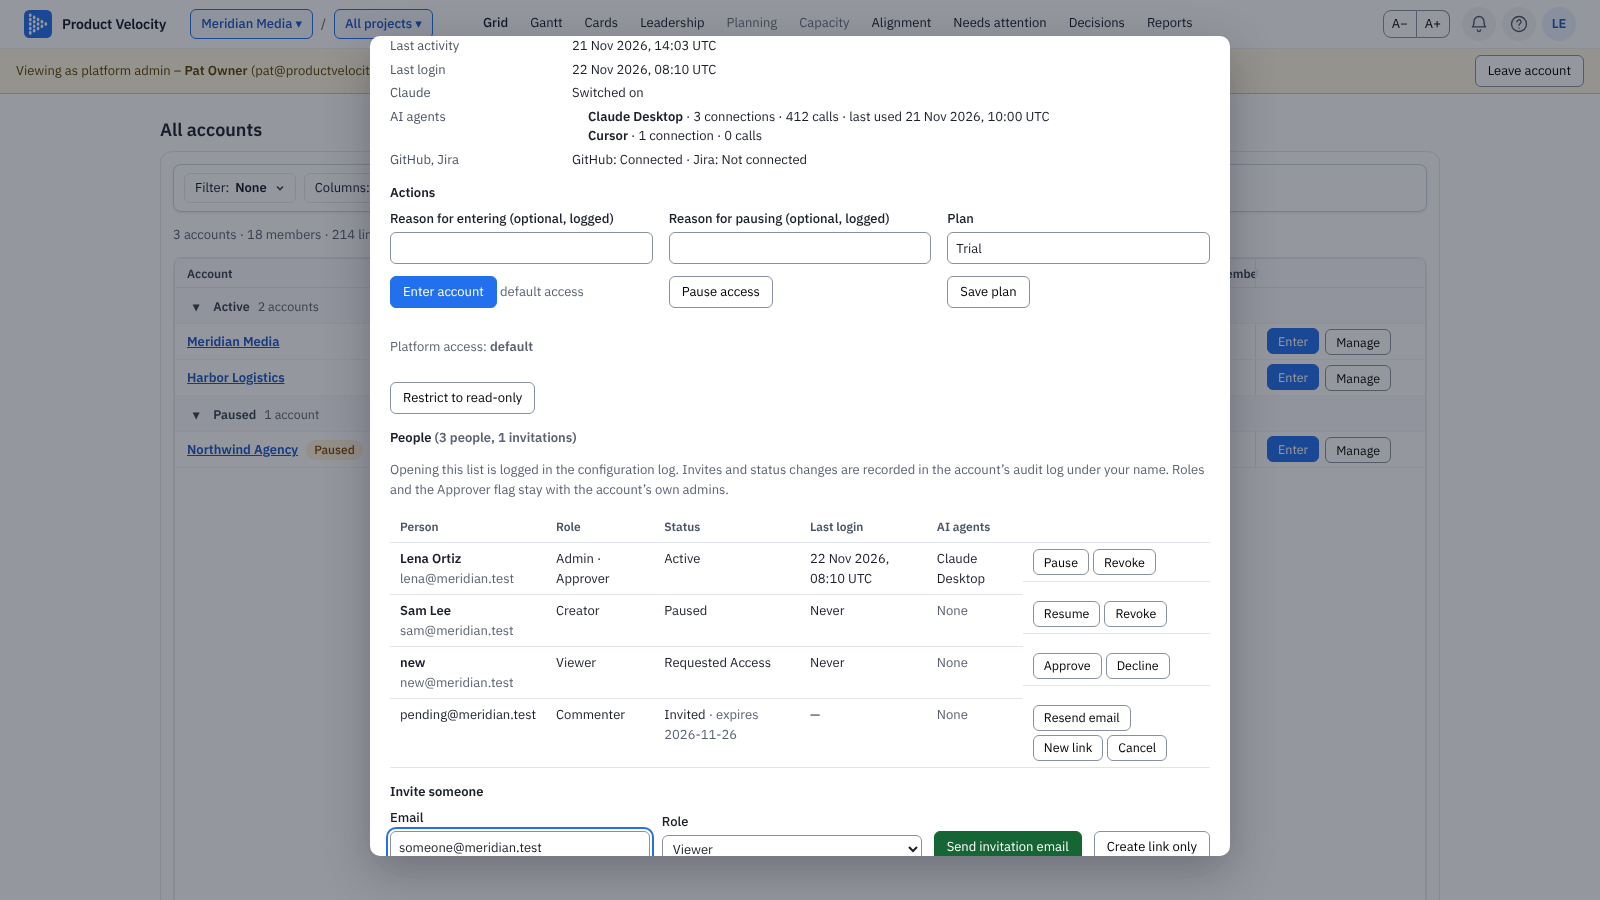 Product Velocity
Meridian Media ▾ / All projects ▾
Grid Gantt Cards Leadership Planning Capacity Alignment Needs attention Decisions Reports
A− A+ LE
Viewing as platform admin – Pat Owner (pat@productvelocit
Leave account
All accounts
Filter: None Columns:
3 accounts · 18 members · 214 lin
Account
▾ Active 2 accounts
Meridian Media
Enter Manage
Harbor Logistics
Enter Manage
▾ Paused 1 account
Northwind Agency Paused
Enter Manage
Last activity 21 Nov 2026, 14:03 UTC
Last login 22 Nov 2026, 08:10 UTC
Claude Switched on
AI agents Claude Desktop · 3 connections · 412 calls · last used 21 Nov 2026, 10:00 UTC
Cursor · 1 connection · 0 calls
GitHub, Jira GitHub: Connected · Jira: Not connected
Actions
Reason for entering (optional, logged) Reason for pausing (optional, logged) Plan
Trial
Enter account default access Pause access Save plan
Platform access: default
Restrict to read-only
People (3 people, 1 invitations)
Opening this list is logged in the configuration log. Invites and status changes are recorded in the account’s audit log under your name. Roles
and the Approver flag stay with the account’s own admins.
Person Role Status Last login AI agents
Lena Ortiz Admin · Active 22 Nov 2026, Claude Pause Revoke
lena@meridian.test Approver 08:10 UTC Desktop
Sam Lee Creator Paused Never None Resume Revoke
sam@meridian.test
new Viewer Requested Access Never None Approve Decline
new@meridian.test
pending@meridian.test Commenter Invited · expires — None Resend email
2026-11-26 New link Cancel
Invite someone
Email Role
someone@meridian.test Viewer Send invitation email Create link only